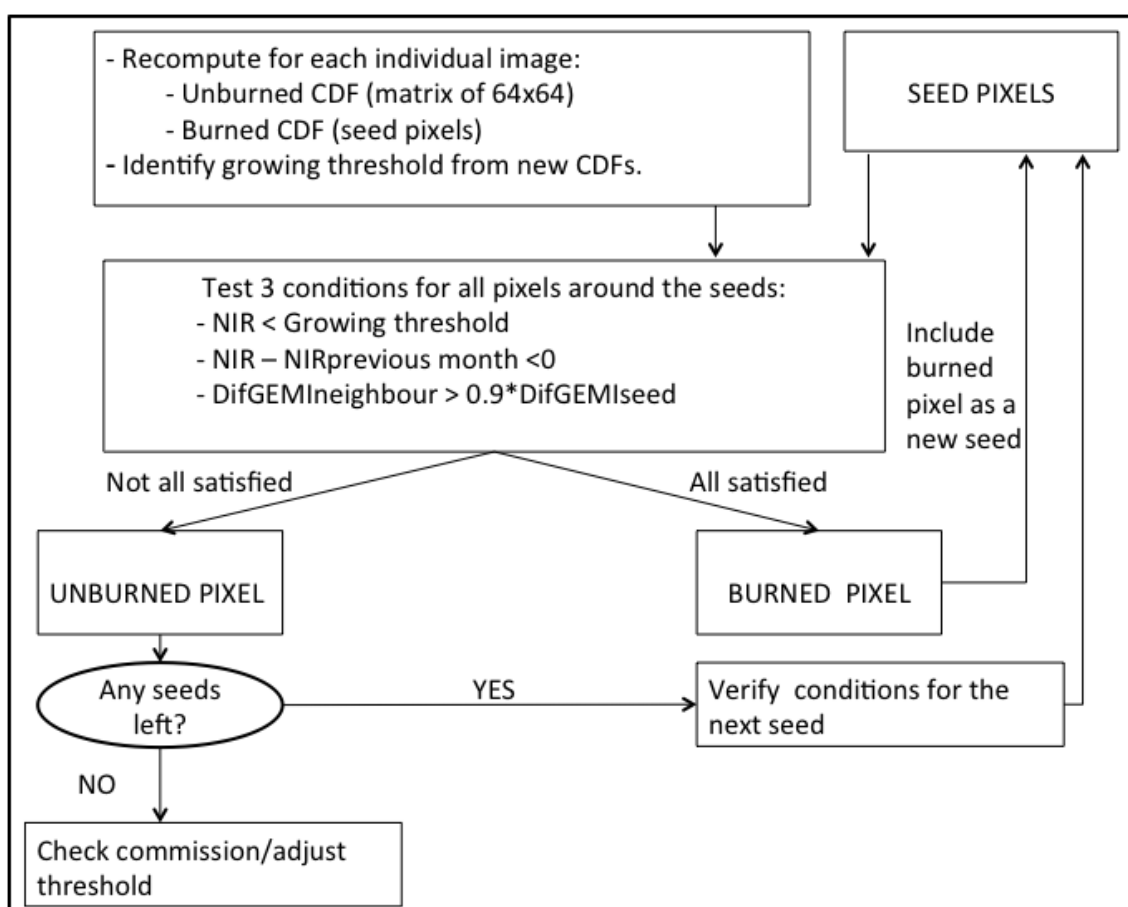 - Recompute for each individual image:
- Unburned CDF (matrix of 64x64)
- Burned CDF (seed pixels)
- Identify growing threshold from new CDFs.
SEED PIXELS
Test 3 conditions for all pixels around the seeds:
- NIR < Growing threshold
- NIR – NIRprevious month <0
- DifGEMIneighbour > 0.9*DifGEMIseed
Include
burned
pixel as a
new seed
Not all satisfied
All satisfied
UNBURNED PIXEL
BURNED PIXEL
Any seeds
left?
YES
Verify conditions for the
next seed
NO
Check commission/adjust
threshold